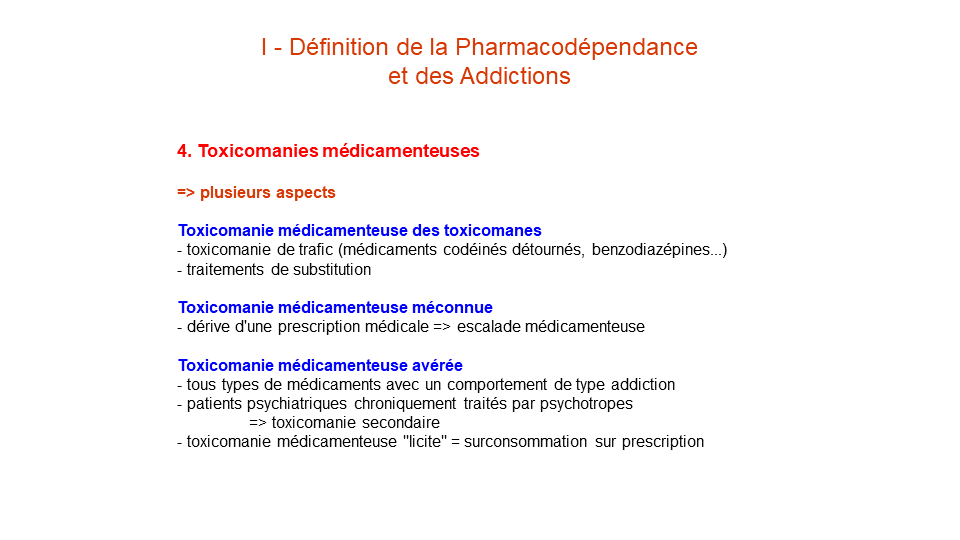 I - Définition de la Pharmacodépendance
et des Addictions
4. Toxicomanies médicamenteuses
=> plusieurs aspects
Toxicomanie médicamenteuse des toxicomanes
- toxicomanie de trafic (médicaments codéinés détournés, benzodiazépines...)
- traitements de substitution
Toxicomanie médicamenteuse méconnue
- dérive d'une prescription médicale => escalade médicamenteuse
Toxicomanie médicamenteuse avérée
- tous types de médicaments avec un comportement de type addiction
- patients psychiatriques chroniquement traités par psychotropes
=> toxicomanie secondaire
- toxicomanie médicamenteuse "licite" = surconsommation sur prescription